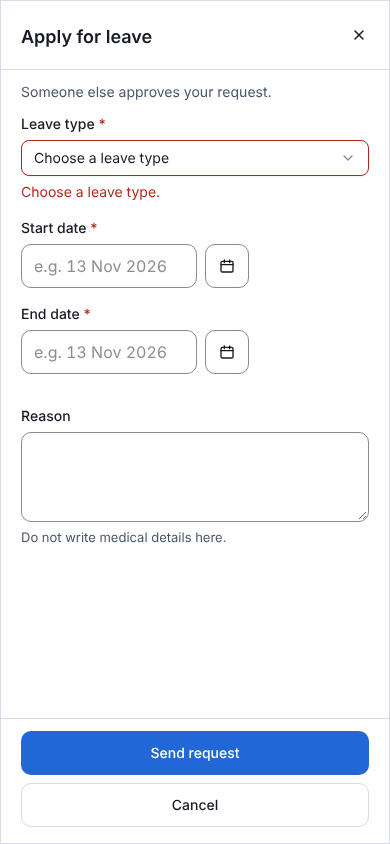 Apply for leave
Someone else approves your request.
Leave type *
Choose a leave type
Choose a leave type.
Start date *
e.g. 13 Nov 2026
End date *
e.g. 13 Nov 2026
Reason
Do not write medical details here.
Send request
Cancel